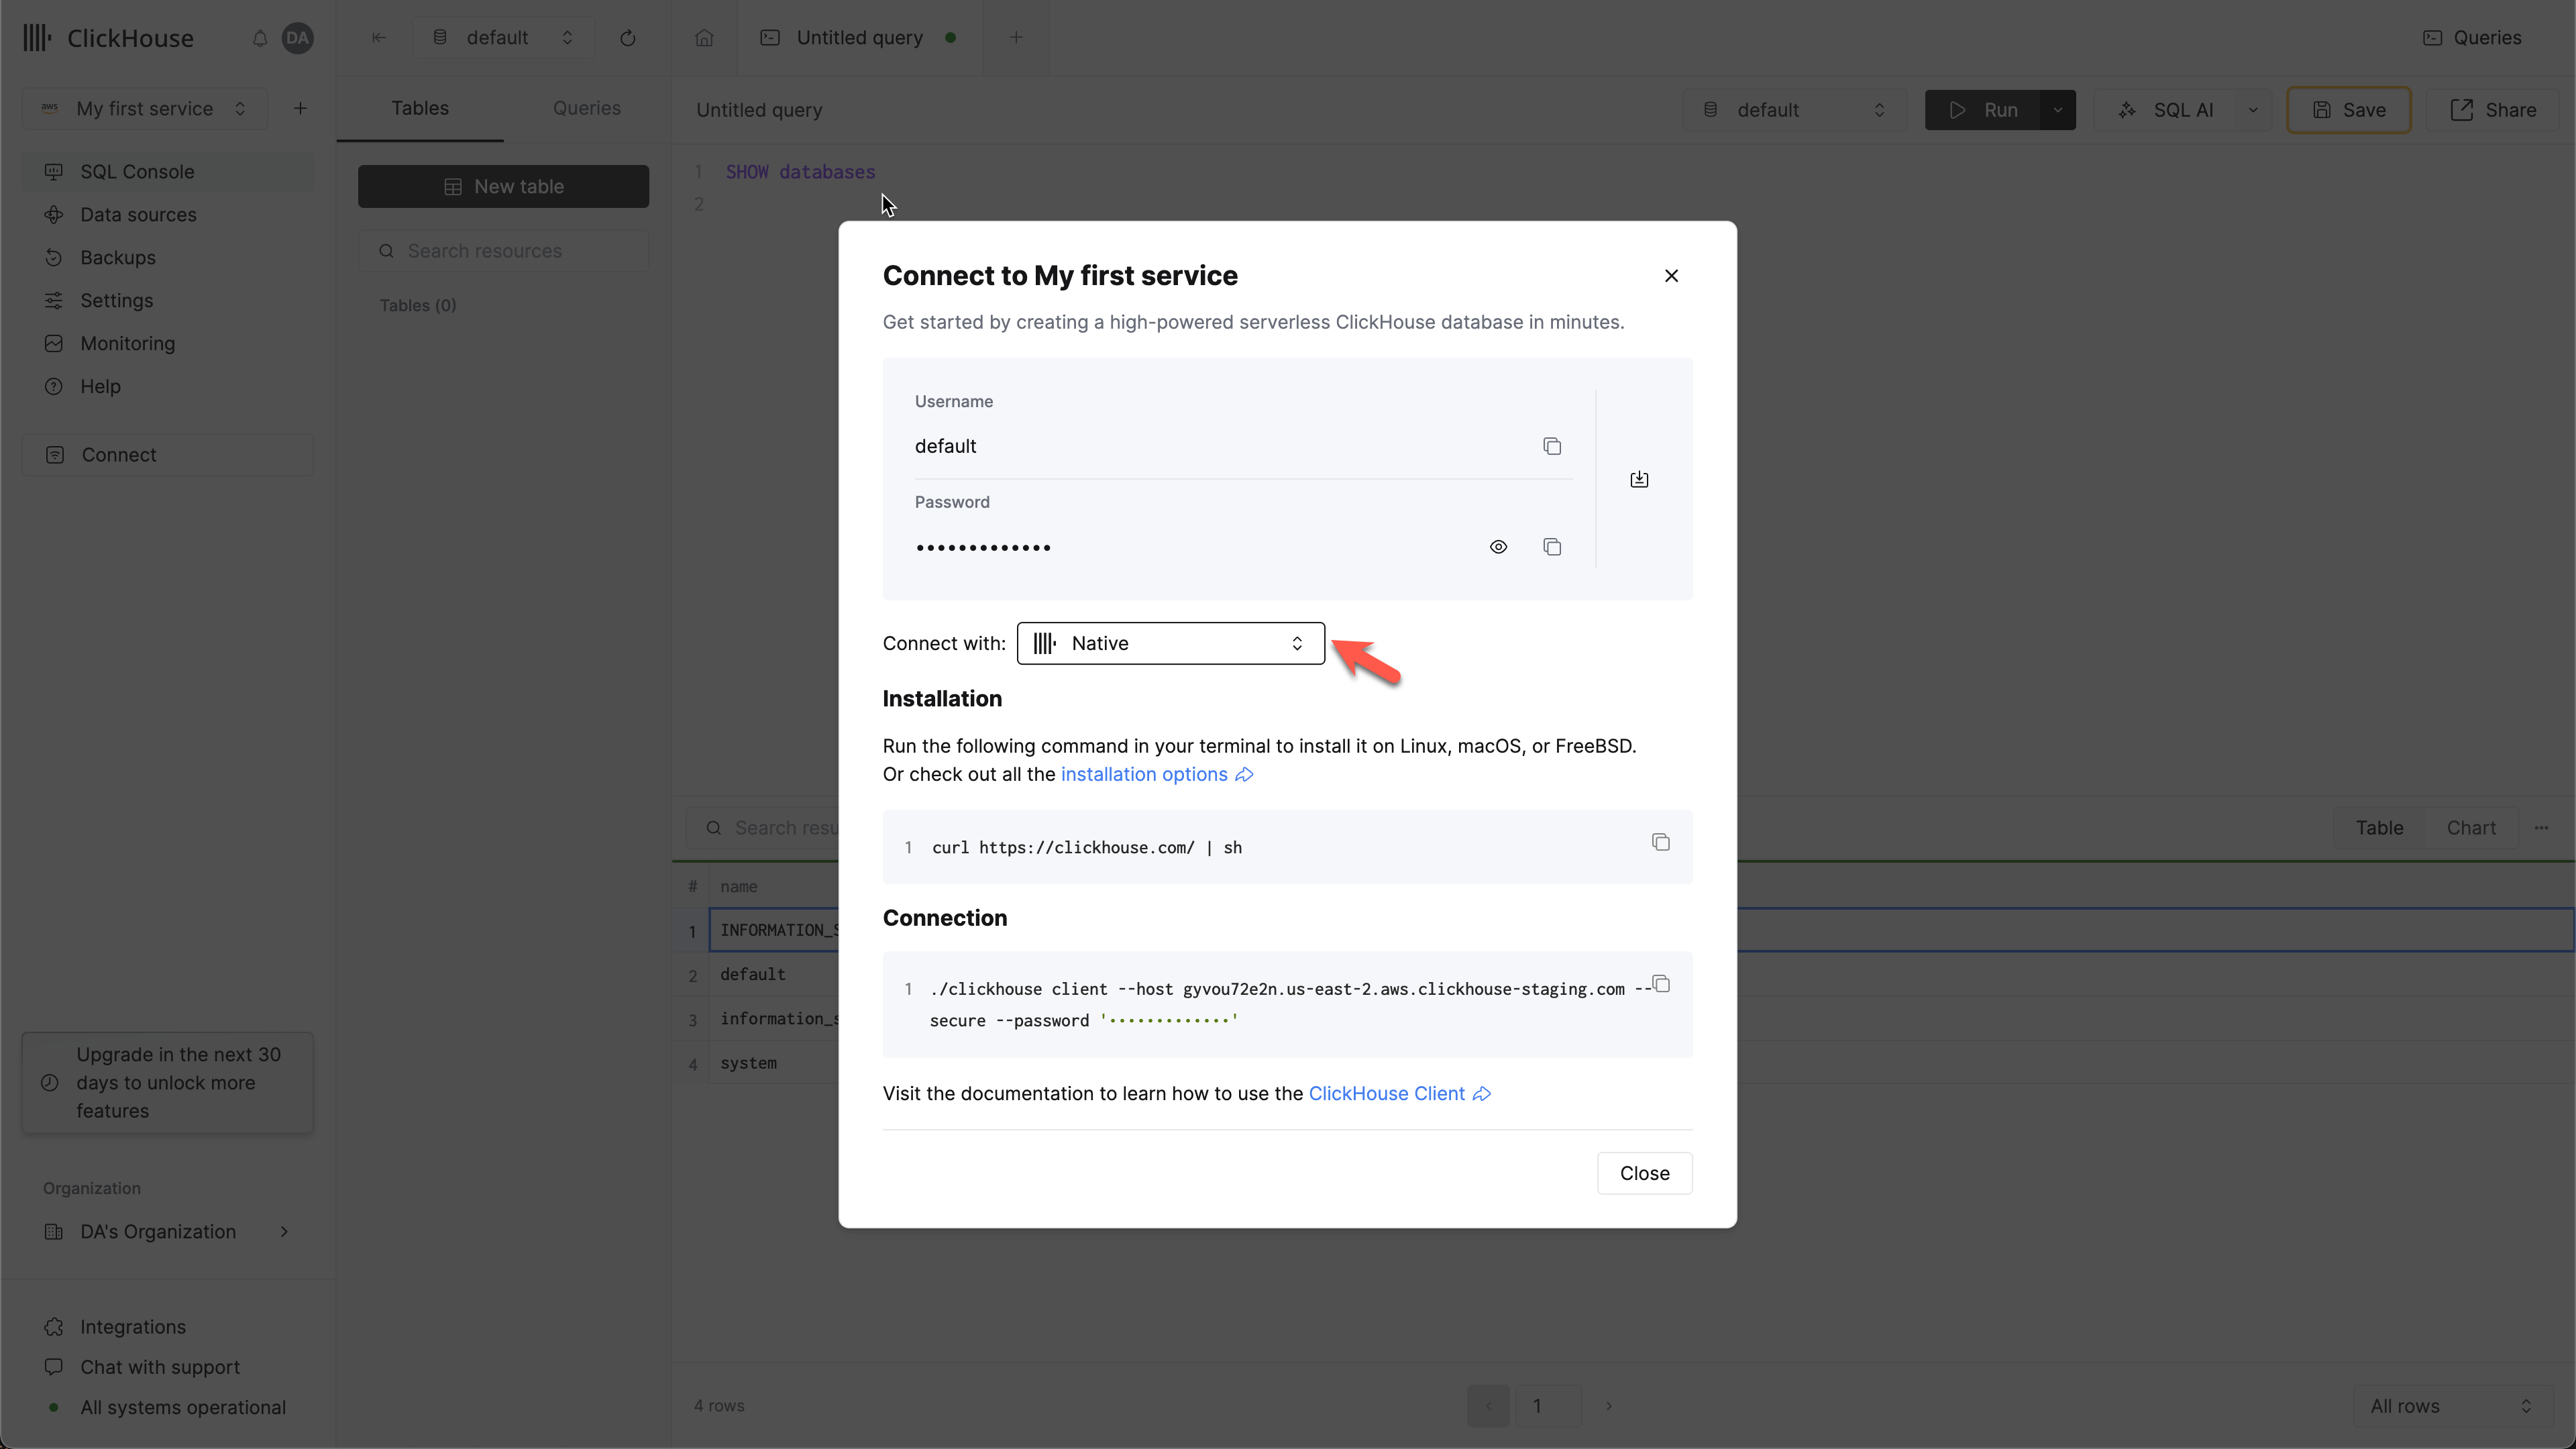 ClickHouse
DA
default
Untitled query
Queries
aws My first service
Tables
Queries
Untitled query
default
Run
SQL AI
Save
Share
SQL Console
Data sources
Backups
Settings
Monitoring
Help
Connect
New table
Search resources
Tables (0)
1 SHOW databases
2
Connect to My first service
Get started by creating a high-powered serverless ClickHouse database in minutes.
Username
default
Password
•••••••••••••
Connect with: Native
Installation
Run the following command in your terminal to install it on Linux, macOS, or FreeBSD.
Or check out all the installation options
1 curl https://clickhouse.com/ | sh
Connection
1 ./clickhouse client --host gyvou72e2n.us-east-2.aws.clickhouse-staging.com --
secure --password '•••••••••••••'
Visit the documentation to learn how to use the ClickHouse Client
Close
Search resu
Table
Chart
# name
1 INFORMATION_S
2 default
3 information_s
4 system
4 rows
1
All rows
Upgrade in the next 30
days to unlock more
features
Organization
DA's Organization
Integrations
Chat with support
All systems operational